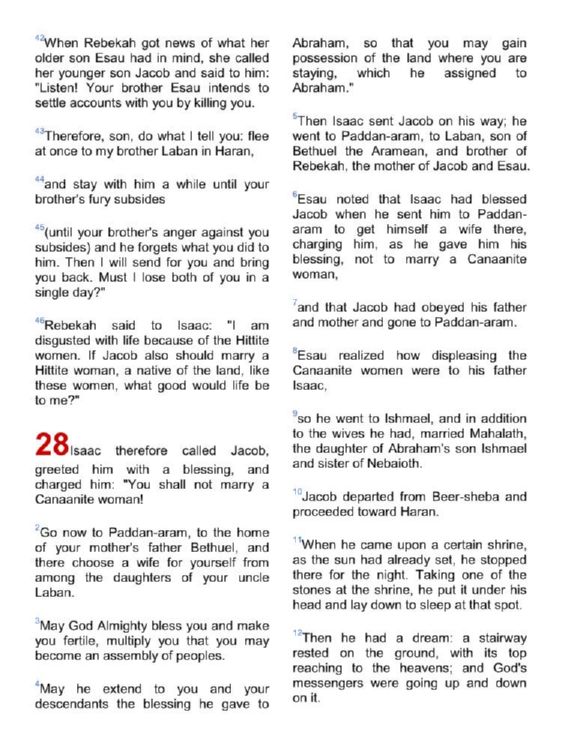 42When Rebekah got news of what her
older son Esau had in mind, she called
her younger son Jacob and said to him:
"Listen! Your brother Esau intends to
settle accounts with you by killing you.
43Therefore, son, do what I tell you: flee
at once to my brother Laban in Haran,
44and stay with him a while until your
brother's fury subsides
45(until your brother's anger against you
subsides) and he forgets what you did to
him. Then I will send for you and bring
you back. Must I lose both of you in a
single day?"
46Rebekah said to Isaac: "I am
disgusted with life because of the Hittite
women. If Jacob also should marry a
Hittite woman, a native of the land, like
these women, what good would life be
to me?"
28Isaac therefore called Jacob,
greeted him with a blessing, and
charged him: "You shall not marry a
Canaanite woman!
2Go now to Paddan-aram, to the home
of your mother's father Bethuel, and
there choose a wife for yourself from
among the daughters of your uncle
Laban.
3May God Almighty bless you and make
you fertile, multiply you that you may
become an assembly of peoples.
4May he extend to you and your
descendants the blessing he gave to
Abraham, so that you may gain
possession of the land where you are
staying, which he assigned to
Abraham."
5Then Isaac sent Jacob on his way; he
went to Paddan-aram, to Laban, son of
Bethuel the Aramean, and brother of
Rebekah, the mother of Jacob and Esau.
6Esau noted that Isaac had blessed
Jacob when he sent him to Paddan-
aram to get himself a wife there,
charging him, as he gave him his
blessing, not to marry a Canaanite
woman,
7and that Jacob had obeyed his father
and mother and gone to Paddan-aram.
8Esau realized how displeasing the
Canaanite women were to his father
Isaac,
9so he went to Ishmael, and in addition
to the wives he had, married Mahalath,
the daughter of Abraham's son Ishmael
and sister of Nebaioth.
10Jacob departed from Beer-sheba and
proceeded toward Haran.
11When he came upon a certain shrine,
as the sun had already set, he stopped
there for the night. Taking one of the
stones at the shrine, he put it under his
head and lay down to sleep at that spot.
12Then he had a dream: a stairway
rested on the ground, with its top
reaching to the heavens; and God's
messengers were going up and down
on it.